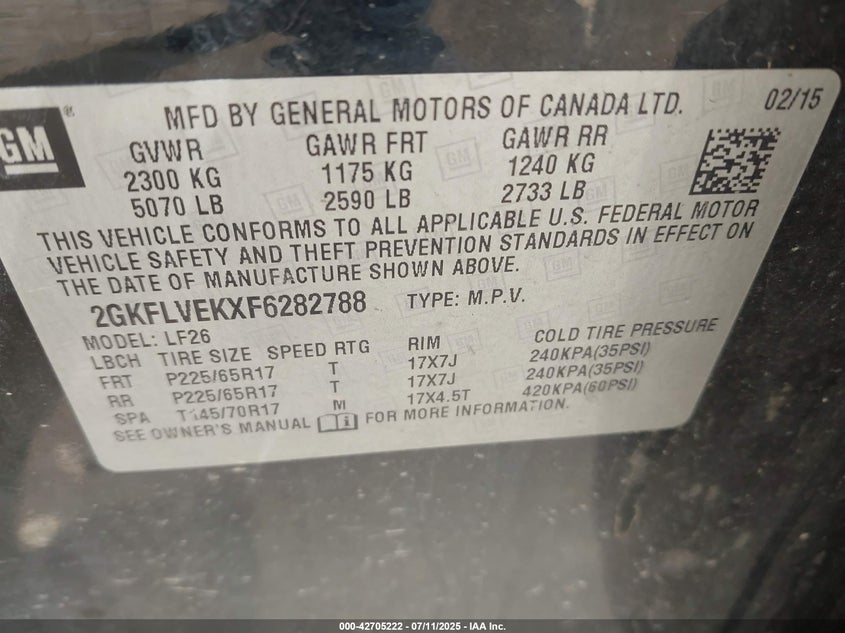 GM ®
MFD BY GENERAL MOTORS OF CANADA LTD. 02/15
GVWR GAWR FRT GAWR RR
2300 KG 1175 KG 1240 KG
5070 LB 2590 LB 2733 LB
THIS VEHICLE CONFORMS TO ALL APPLICABLE U.S. FEDERAL MOTOR
VEHICLE SAFETY AND THEFT PREVENTION STANDARDS IN EFFECT ON
THE DATE OF MANUFACTURE SHOWN ABOVE.
2GKFLVEKXF6282788 TYPE: M.P.V.
MODEL: LF26
LBCH TIRE SIZE SPEED RTG RIM COLD TIRE PRESSURE
FRT P225/65R17 T 17X7J 240KPA(35PSI)
RR P225/65R17 T 17X7J 240KPA(35PSI)
SPA T145/70R17 M 17X4.5T 420KPA(60PSI)
SEE OWNER'S MANUAL FOR MORE INFORMATION.
000-42705222 - 07/11/2025 - IAA Inc.